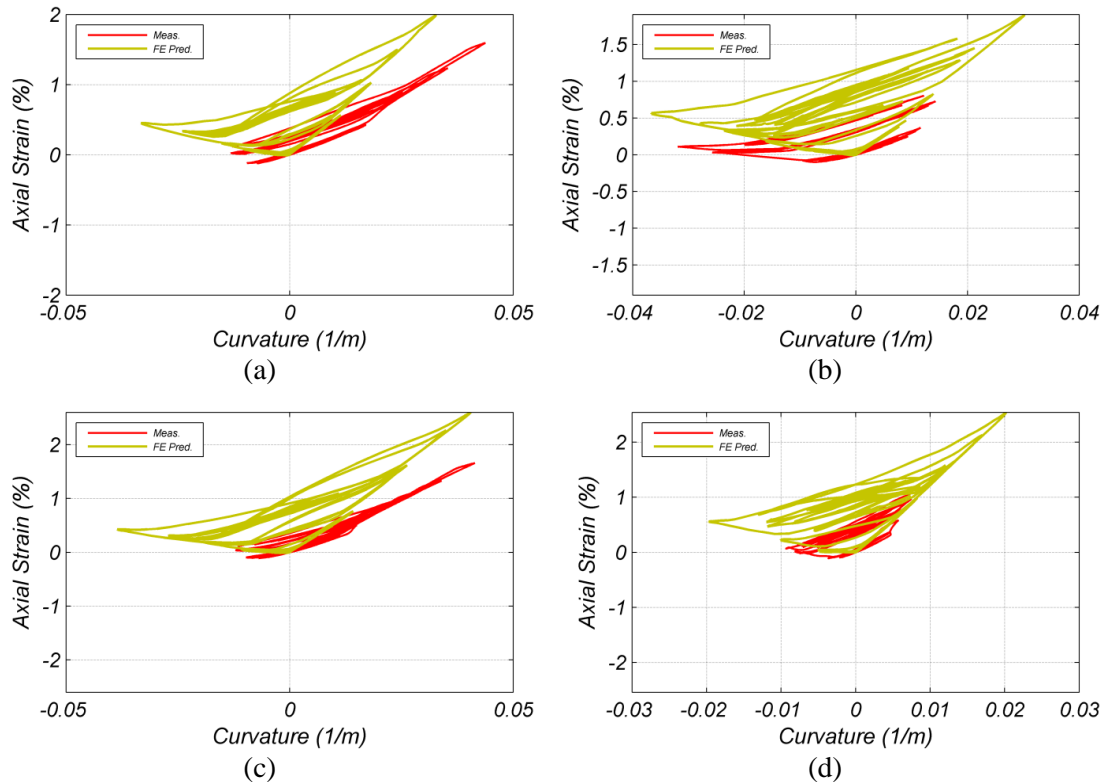 2
1
0
-1
-2
Axial Strain (%)
Meas.
FE Pred.
-0.05
0
0.05
Curvature (1/m)
(a)
1.5
1
0.5
0
-0.5
-1
-1.5
Axial Strain (%)
Meas.
FE Pred.
-0.04
-0.02
0
0.02
0.04
Curvature (1/m)
(b)
2
1
0
-1
-2
Axial Strain (%)
Meas.
FE Pred.
-0.05
0
0.05
Curvature (1/m)
(c)
2
1
0
-1
-2
Axial Strain (%)
Meas.
FE Pred.
-0.03
-0.02
-0.01
0
0.01
0.02
0.03
Curvature (1/m)
(d)